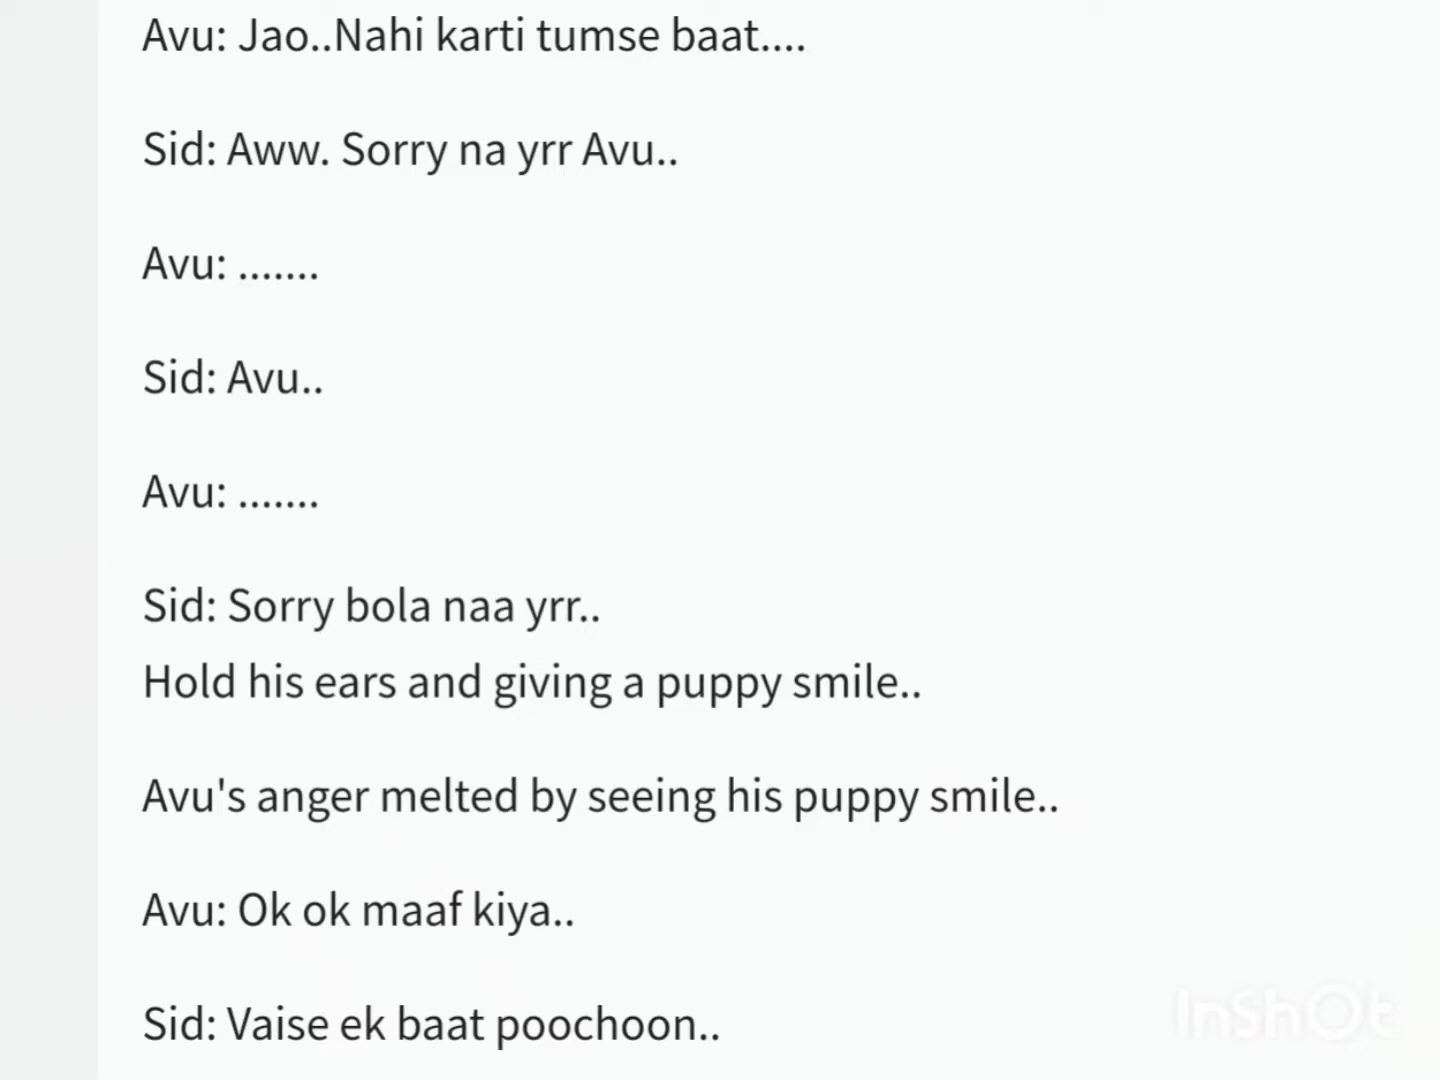 Avu: Jao..Nahi karti tumse baat....
Sid: Aww. Sorry na yrr Avu..
Avu: .......
Sid: Avu..
Avu: .......
Sid: Sorry bola naa yrr..
Hold his ears and giving a puppy smile..
Avu's anger melted by seeing his puppy smile..
Avu: Ok ok maaf kiya..
Sid: Vaise ek baat poochoon..
InShOt